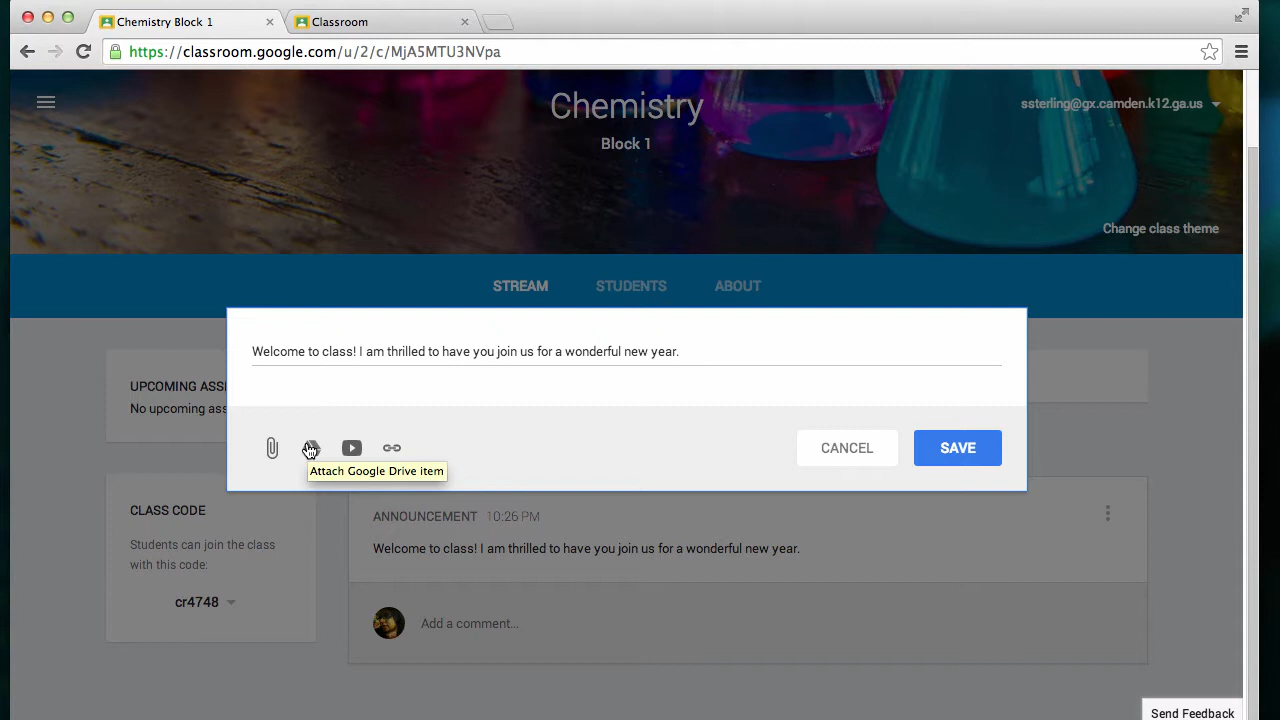 Chemistry Block 1
Classroom
https://classroom.google.com/u/2/c/MjA5MTU3NVpa
Chemistry
ssterling@gx.camden.k12.ga.us
Block 1
Change class theme
STREAM
STUDENTS
ABOUT
Welcome to class! I am thrilled to have you join us for a wonderful new year.
UPCOMING ASSI
No upcoming ass
CANCEL
SAVE
Attach Google Drive item
CLASS CODE
Students can join the class
with this code:
cr4748
ANNOUNCEMENT 10:26 PM
Welcome to class! I am thrilled to have you join us for a wonderful new year.
Add a comment...
Send Feedback